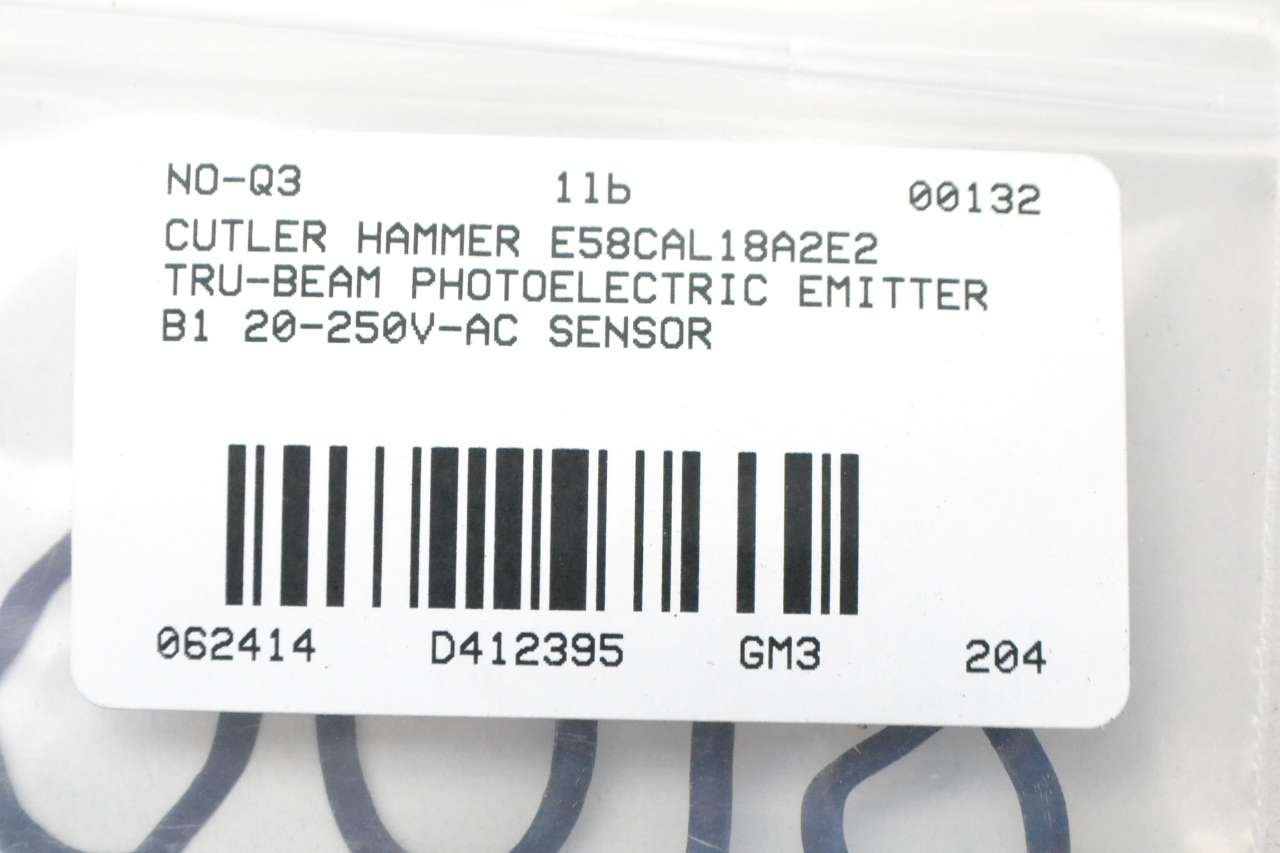 NO-Q3 1lb 00132
CUTLER HAMMER E58CAL18A2E2
TRU-BEAM PHOTOELECTRIC EMITTER
B1 20-250V-AC SENSOR
062414 D412395 GM3 204